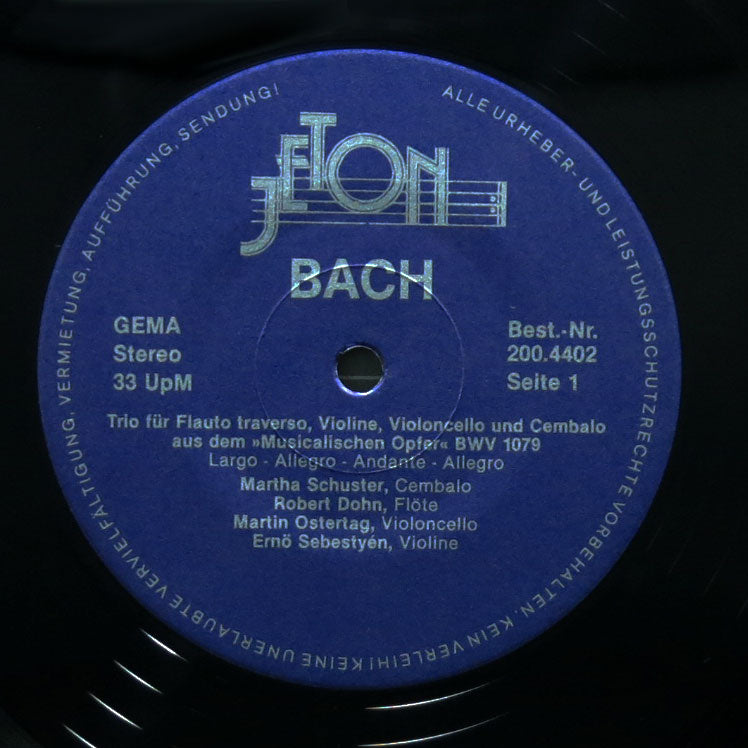 ALLE URHEBER- UND LEISTUNGSSCHUTZRECHTE VORBEHALTEN. KEIN VERLEIH! KEINE UNERLAUBTE VERVIELFÄLTIGUNG, VERMIETUNG, AUFFÜHRUNG, SENDUNG!
JETON
BACH
GEMA
Stereo
33 UpM
Best.-Nr.
200.4402
Seite 1
Trio für Flauto traverso, Violine, Violoncello und Cembalo
aus dem »Musicalischen Opfer« BWV 1079
Largo - Allegro - Andante - Allegro
Martha Schuster, Cembalo
Robert Dohn, Flöte
Martin Ostertag, Violoncello
Ernö Sebestyén, Violine